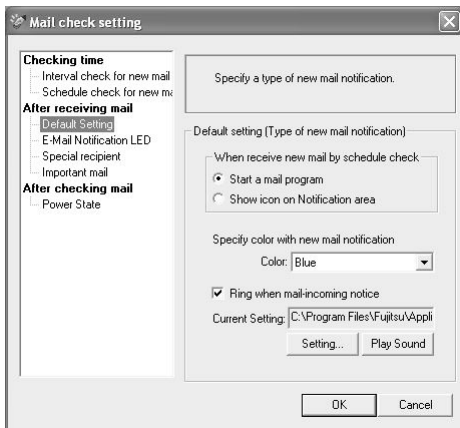 Mail check setting
Checking time
Interval check for new mail
Schedule check for new ma
After receiving mail
Default Setting
E-Mail Notification LED
Special recipient
Important mail
After checking mail
Power State
Specify a type of new mail notification.
Default setting (Type of new mail notification)
When receive new mail by schedule check
Start a mail program
Show icon on Notification area
Specify color with new mail notification
Color: Blue
Ring when mail-incoming notice
Current Setting: C:\Program Files\Fujitsu\Appli
Setting... Play Sound
OK Cancel